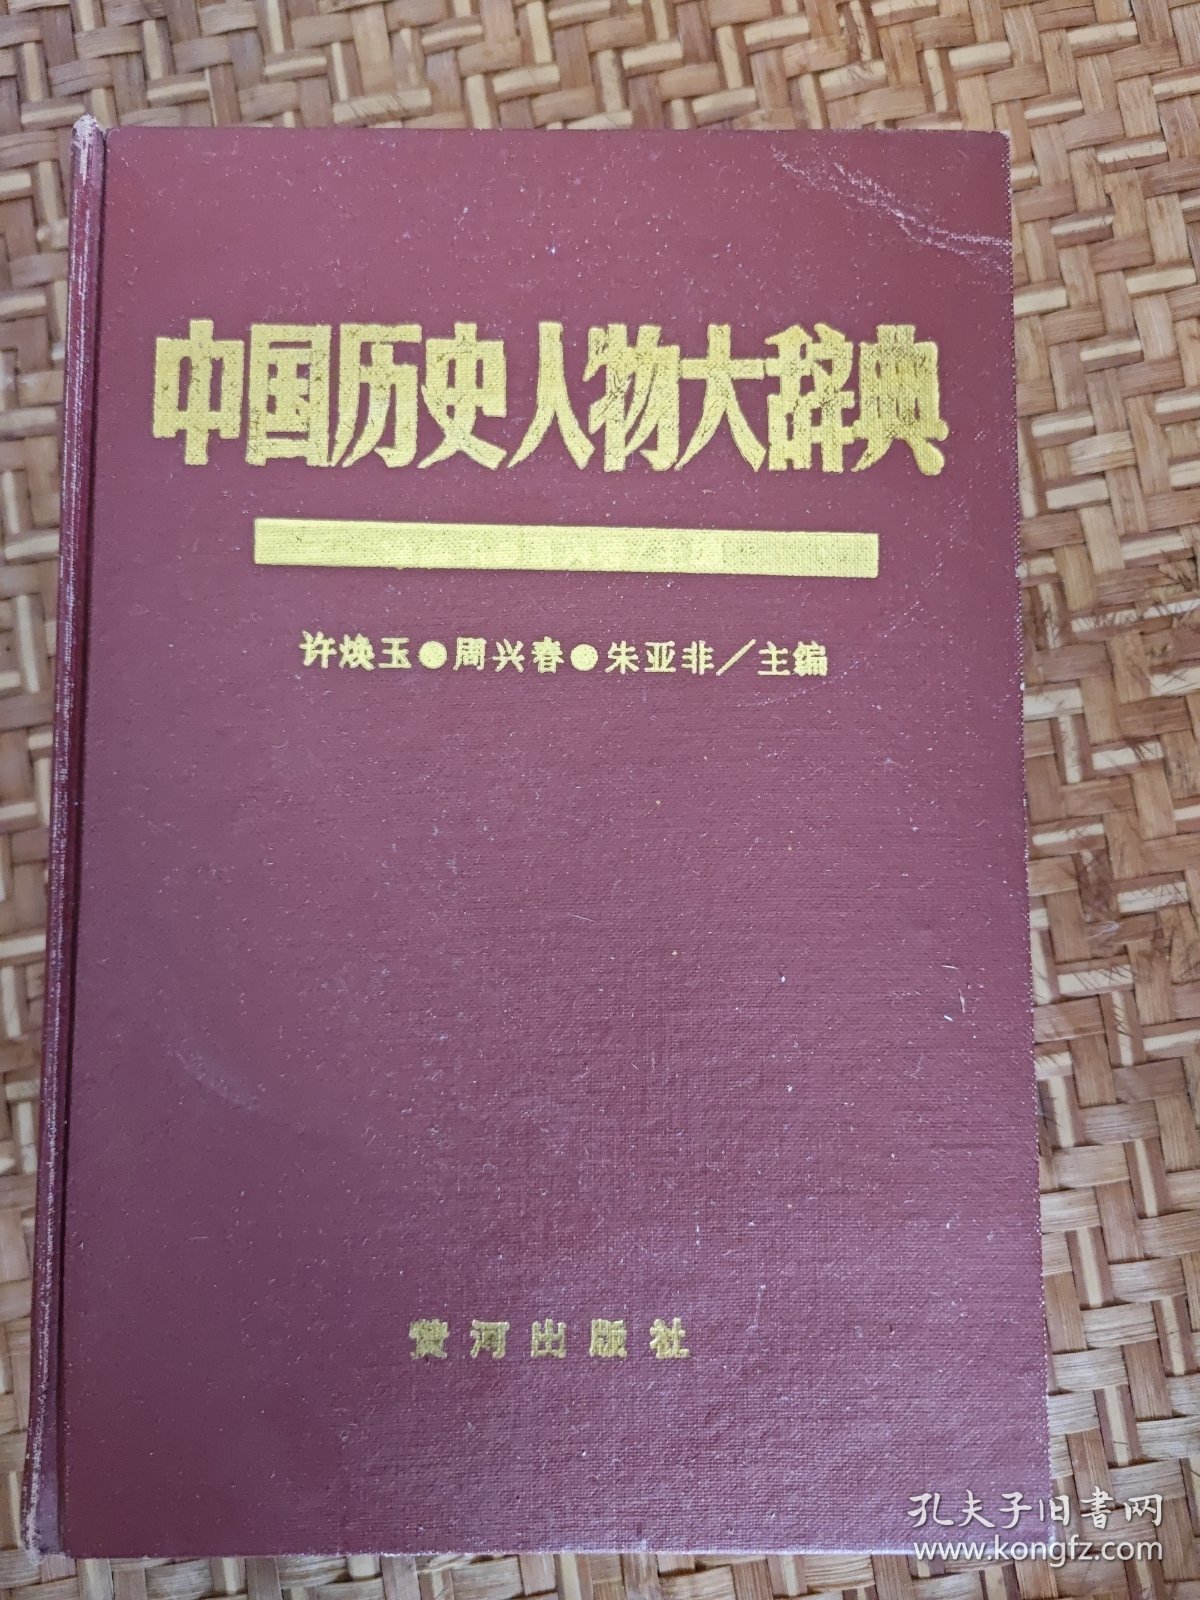 中国历史人物大辞典
许焕玉●周兴春●朱亚非／主编
黄河出版社
孔夫子旧书网
www.kongfz.com